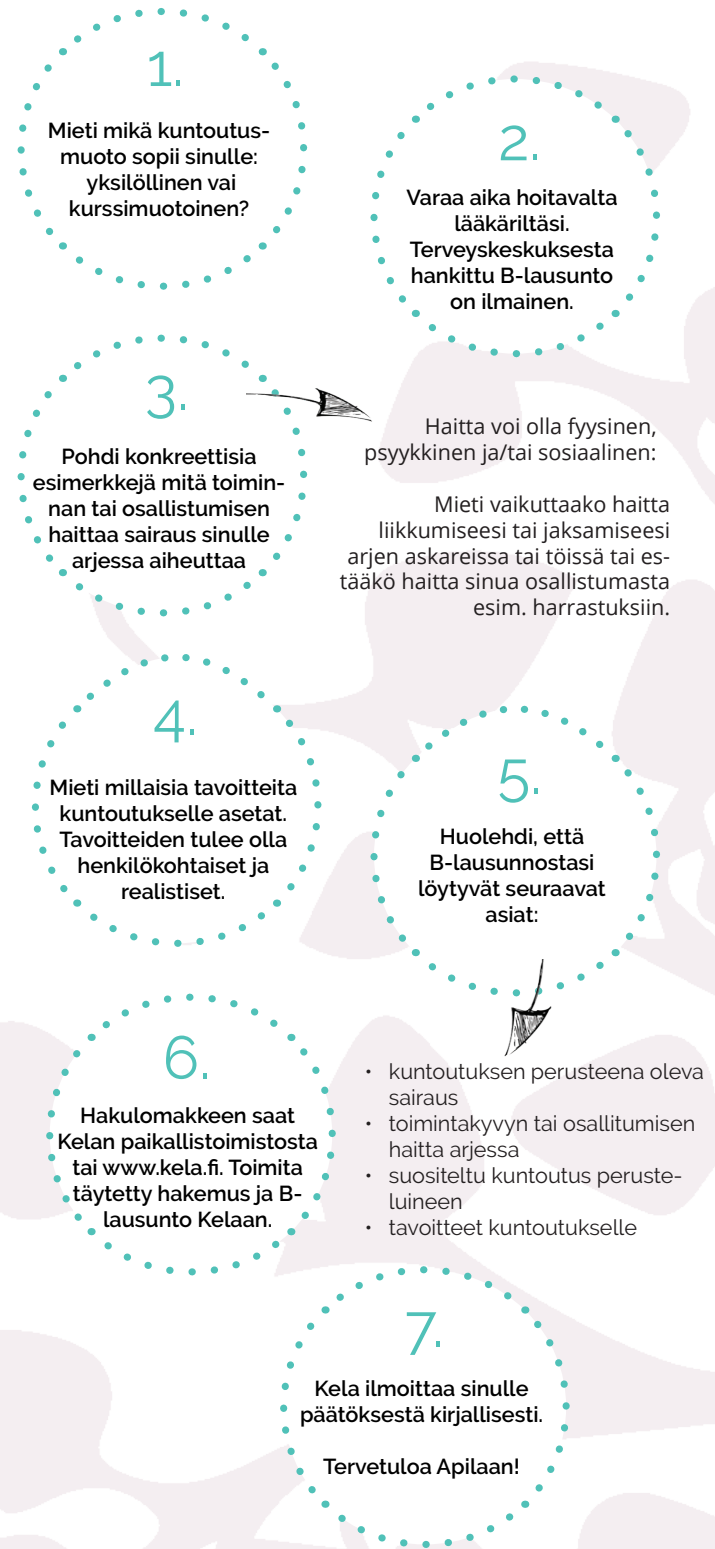 1.
Mieti mikä kuntoutus-
muoto sopii sinulle:
yksilöllinen vai
kurssimuotoinen?
2.
Varaa aika hoitavalta
lääkäriltäsi.
Terveyskeskuksesta
hankittu B-lausunto
on ilmainen.
3.
Pohdi konkreettisia
esimerkkejä mitä toimin-
nan tai osallistumisen
haittaa sairaus sinulle
arjessa aiheuttaa
Haitta voi olla fyysinen,
psyykkinen ja/tai sosiaalinen:
Mieti vaikuttaako haitta
liikkumiseesi tai jaksamiseesi
arjen askareissa tai töissä tai es-
tääkö haitta sinua osallistumasta
esim. harrastuksiin.
4.
Mieti millaisia tavoitteita
kuntoutukselle asetat.
Tavoitteiden tulee olla
henkilökohtaiset ja
realistiset.
5.
Huolehdi, että
B-lausunnostasi
löytyvät seuraavat
asiat:
• kuntoutuksen perusteena oleva
sairaus
• toimintakyvyn tai osallitumisen
haitta arjessa
• suositeltu kuntoutus peruste-
luineen
• tavoitteet kuntoutukselle
6.
Hakulomakkeen saat
Kelan paikallistoimistosta
tai www.kela.fi. Toimita
täytetty hakemus ja B-
lausunto Kelaan.
7.
Kela ilmoittaa sinulle
päätöksestä kirjallisesti.
Tervetuloa Apilaan!